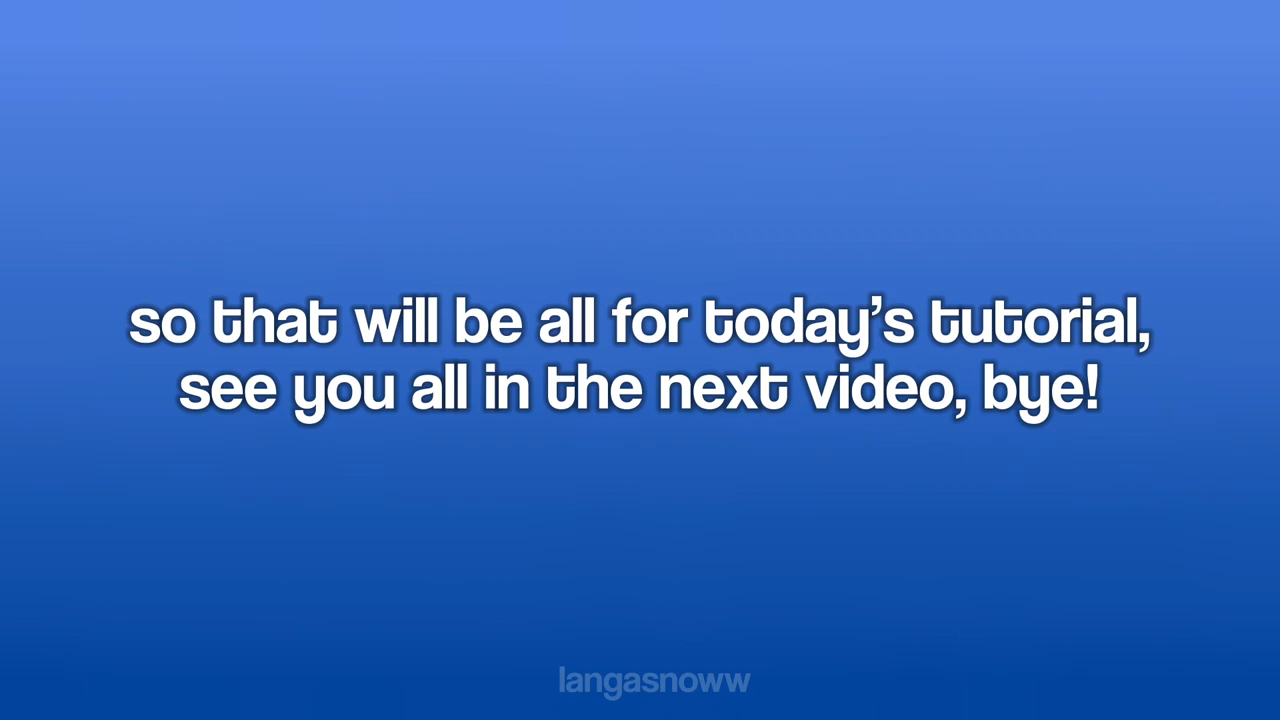 so that will be all for today’s tutorial,
see you all in the next video, bye!
langasnoww